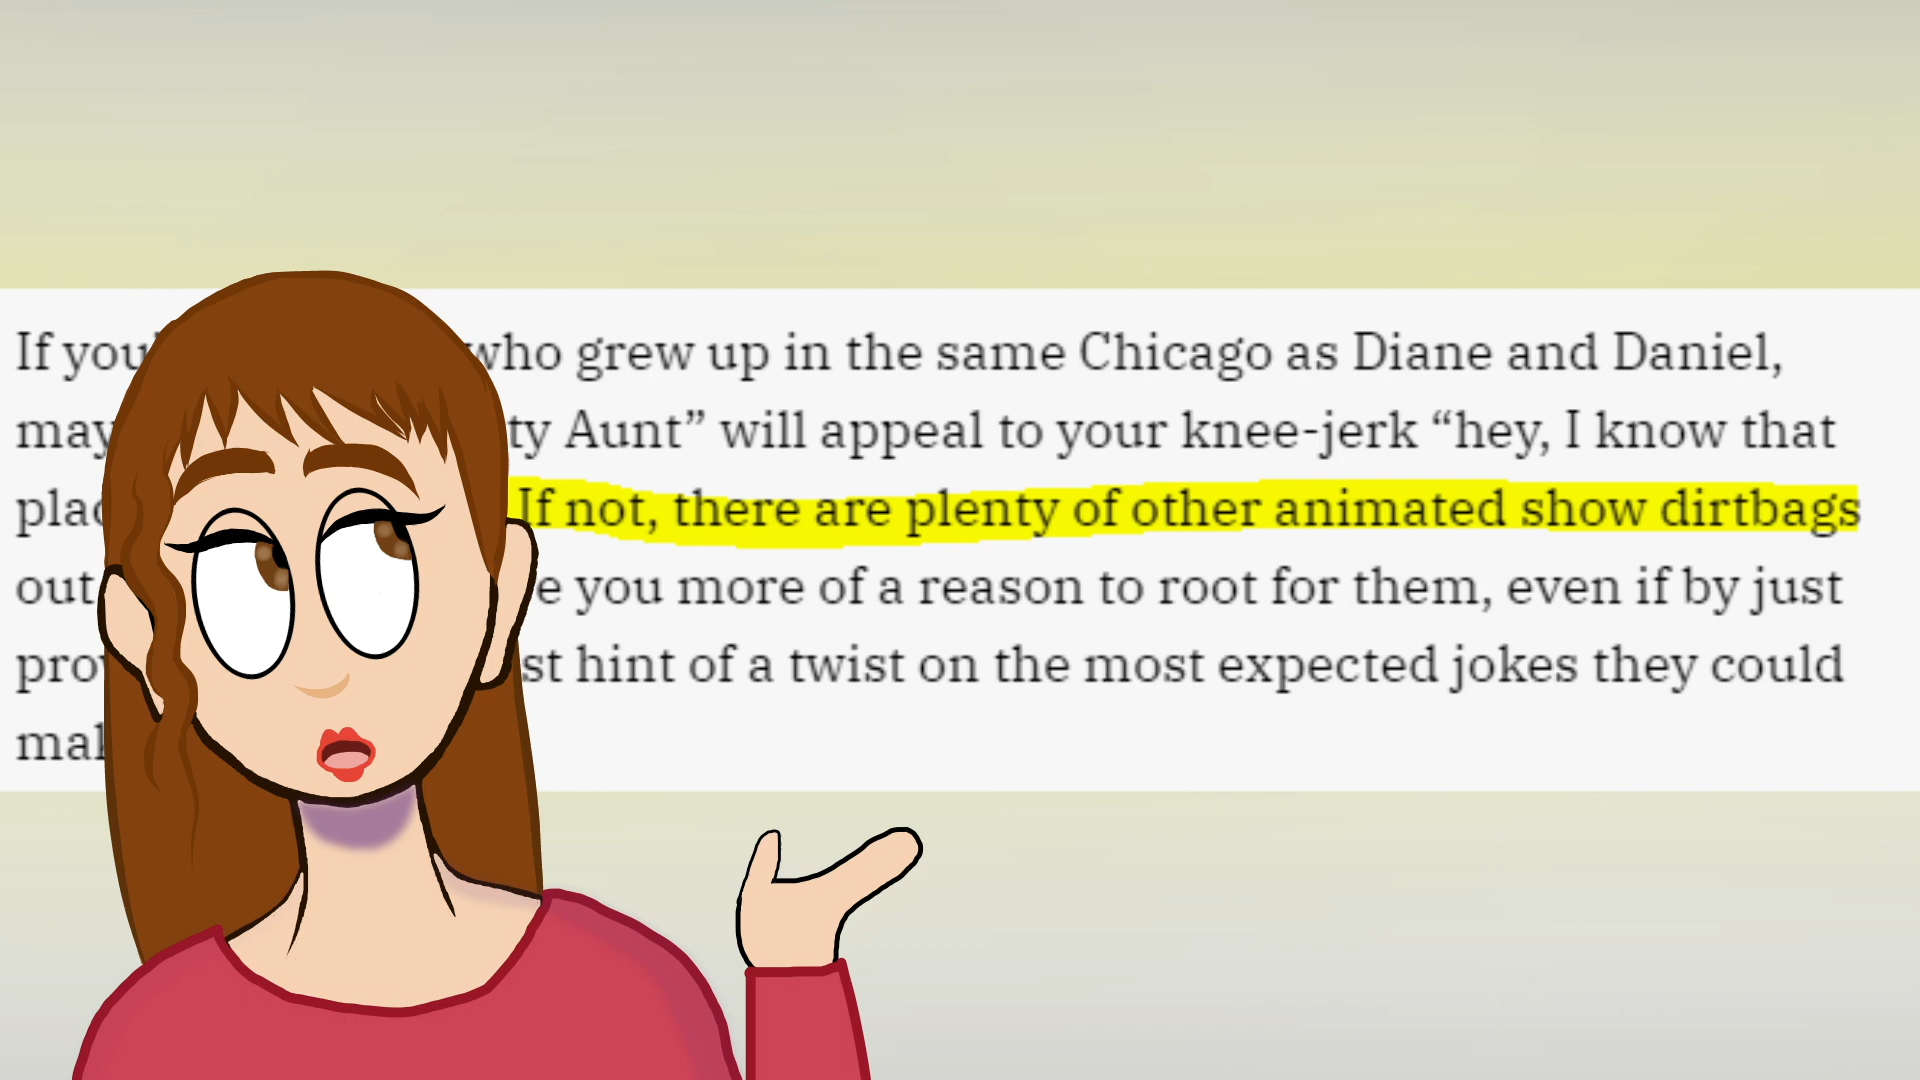 If you who grew up in the same Chicago as Diane and Daniel,
may ty Aunt” will appeal to your knee-jerk “hey, I know that
plac If not, there are plenty of other animated show dirtbags
out e you more of a reason to root for them, even if by just
prov st hint of a twist on the most expected jokes they could
mak